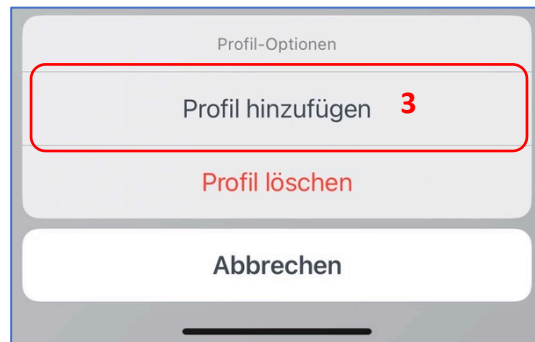 Profil-Optionen
Profil hinzufügen 3
Profil löschen
Abbrechen